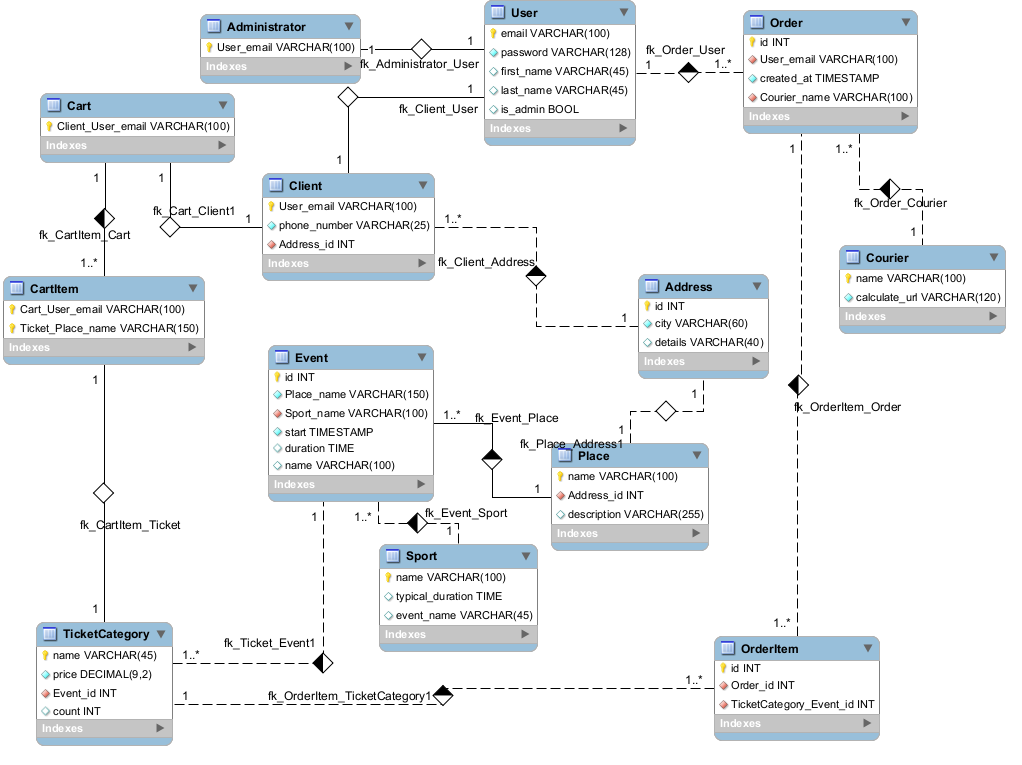 Administrator
User_email VARCHAR(100)
Indexes
1
1
fk_Administrator_User
User
email VARCHAR(100)
password VARCHAR(128)
first_name VARCHAR(45)
last_name VARCHAR(45)
is_admin BOOL
Indexes
fk_Order_User
1
1..*
Order
id INT
User_email VARCHAR(100)
created_at TIMESTAMP
Courier_name VARCHAR(100)
Indexes
1
fk_Client_User
1
Cart
Client_User_email VARCHAR(100)
Indexes
1
1
fk_Cart_Client1
1
fk_CartItem_Cart
1..*
Client
User_email VARCHAR(100)
phone_number VARCHAR(25)
Address_id INT
Indexes
1..*
fk_Client_Address
1
1
1..*
fk_Order_Courier
1
Courier
name VARCHAR(100)
calculate_url VARCHAR(120)
Indexes
CartItem
Cart_User_email VARCHAR(100)
Ticket_Place_name VARCHAR(150)
Indexes
1
Address
id INT
city VARCHAR(60)
details VARCHAR(40)
Indexes
1
1
fk_Place_Address1
Event
id INT
Place_name VARCHAR(150)
Sport_name VARCHAR(100)
start TIMESTAMP
duration TIME
name VARCHAR(100)
Indexes
1..*
fk_Event_Place
1
fk_OrderItem_Order
Place
name VARCHAR(100)
Address_id INT
description VARCHAR(255)
Indexes
1
1..*
fk_Event_Sport
1
fk_CartItem_Ticket
1
Sport
name VARCHAR(100)
typical_duration TIME
event_name VARCHAR(45)
Indexes
TicketCategory
name VARCHAR(45)
price DECIMAL(9,2)
Event_id INT
count INT
Indexes
1..*
fk_Ticket_Event1
1
fk_OrderItem_TicketCategory1
1..*
1..*
OrderItem
id INT
Order_id INT
TicketCategory_Event_id INT
Indexes